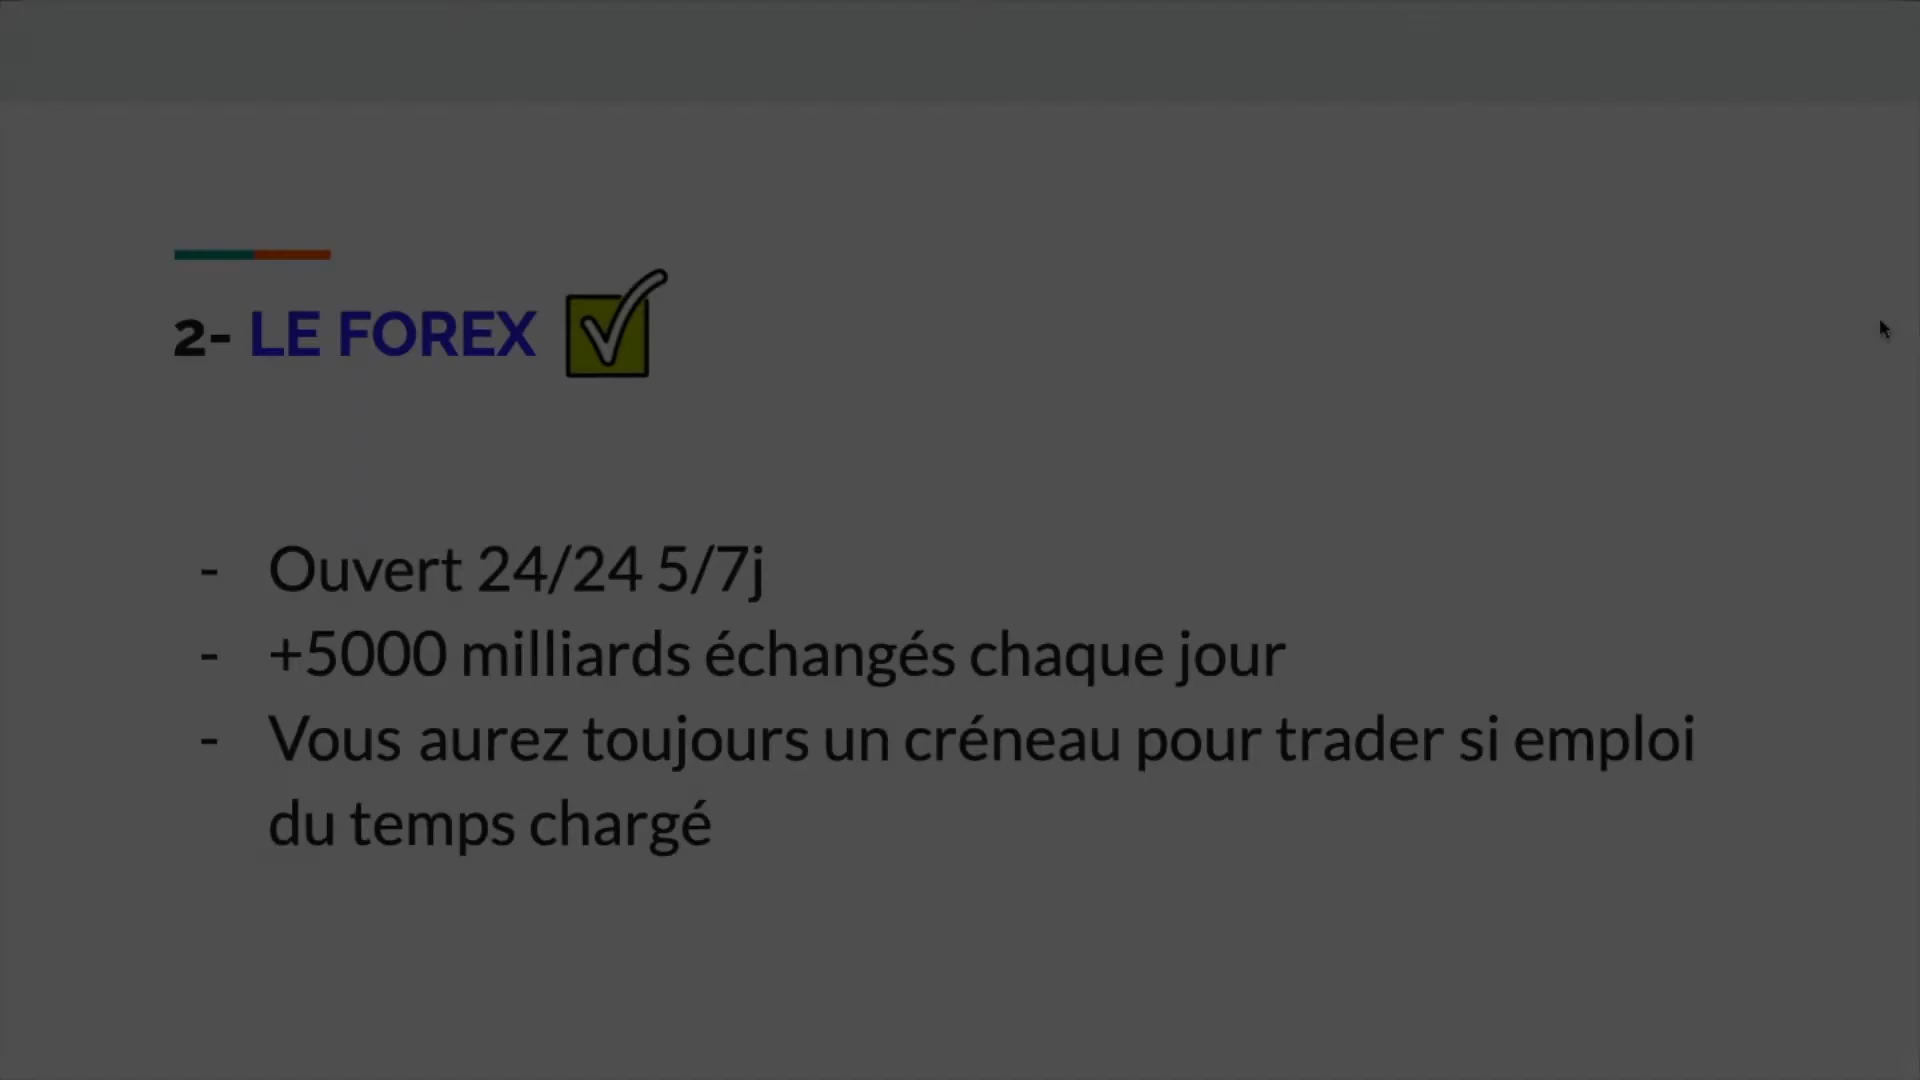 2- LE FOREX
- Ouvert 24/24 5/7j
- +5000 milliards échangés chaque jour
- Vous aurez toujours un créneau pour trader si emploi
du temps chargé